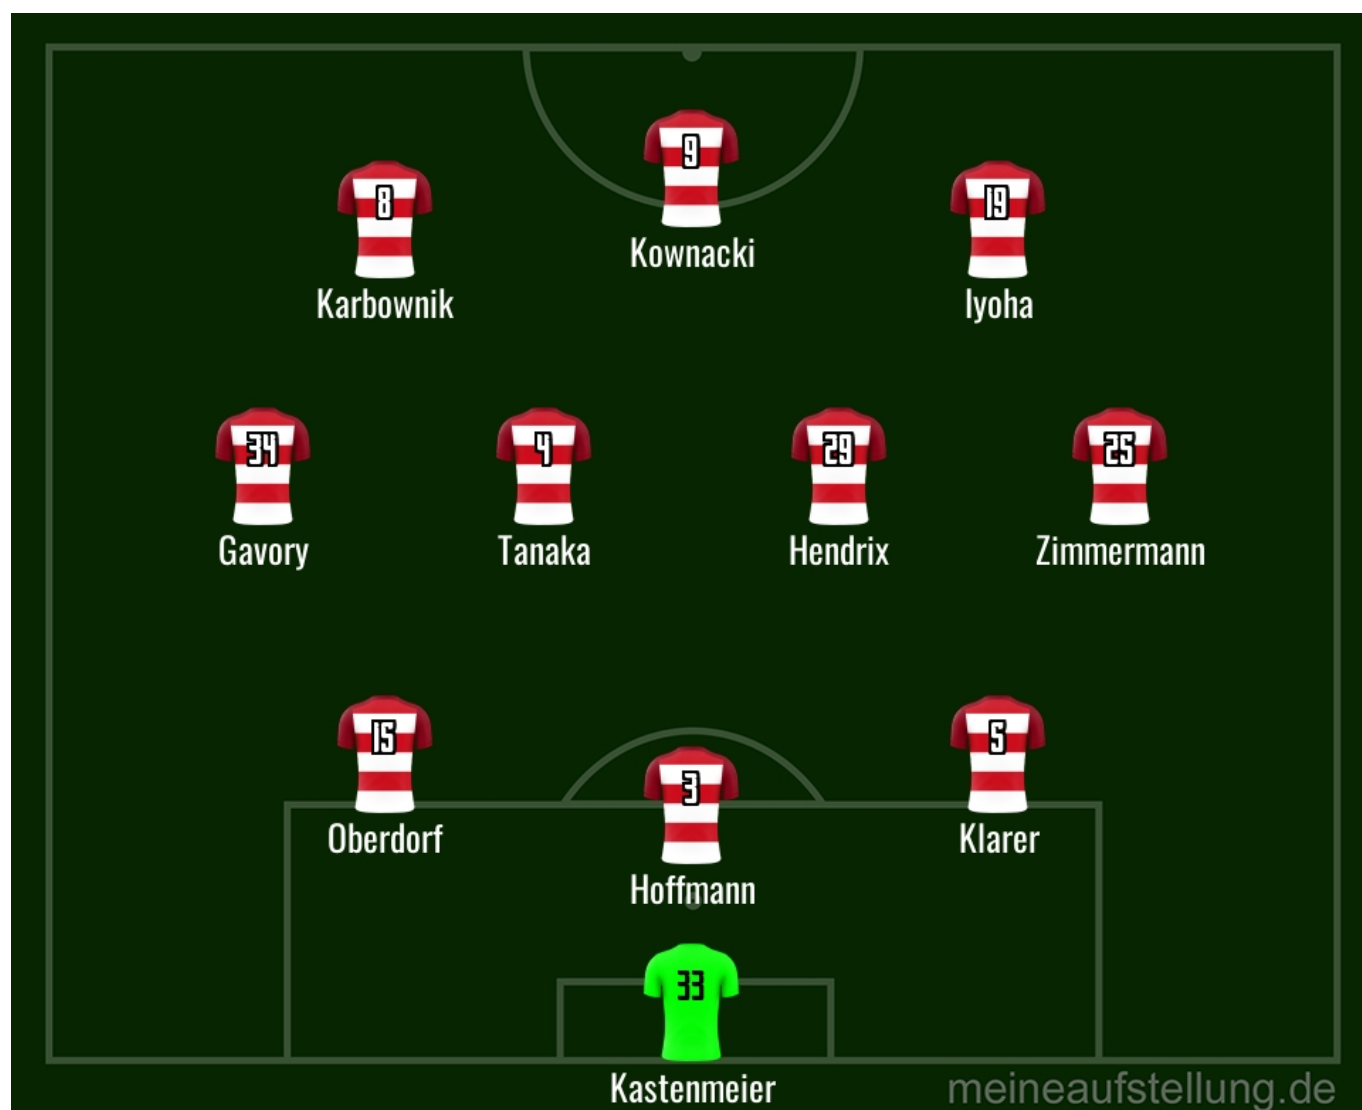 9
Kownacki
8
Karbownik
19
Iyoha
34
Gavory
4
Tanaka
29
Hendrix
25
Zimmermann
15
Oberdorf
3
Hoffmann
5
Klarer
33
Kastenmeier
meineaufstellung.de